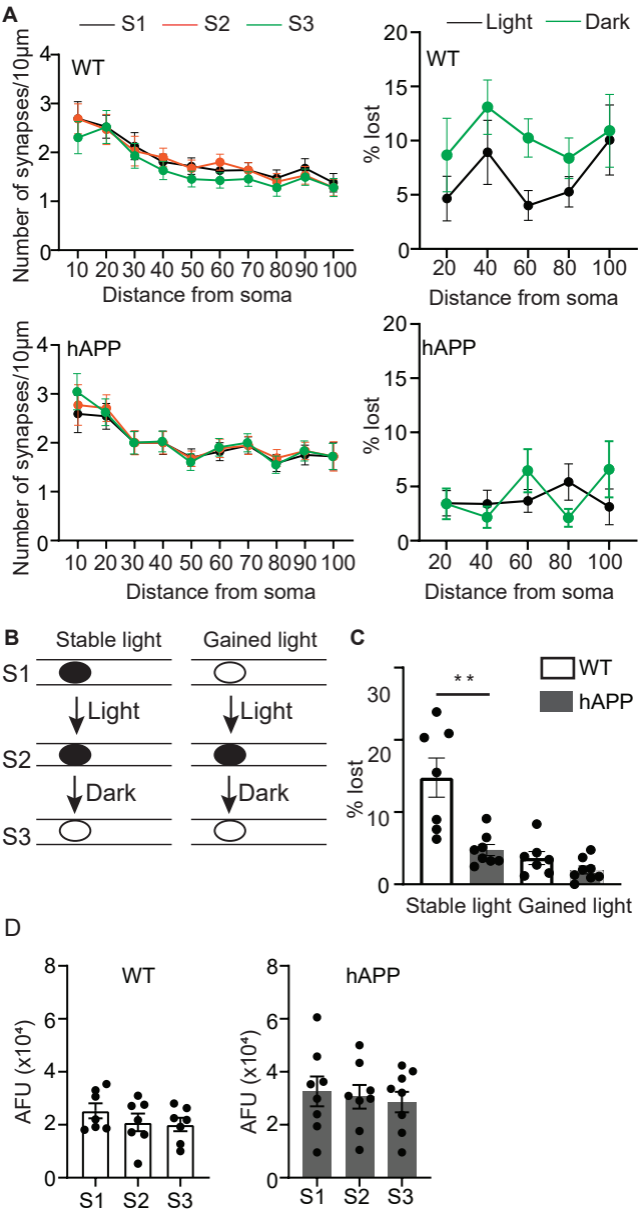 A
S1 S2 S3
Light Dark
WT
Number of synapses/10µm
4
3
2
1
0
10 20 30 40 50 60 70 80 90 100
Distance from soma
WT
% lost
20
15
10
5
0
20 40 60 80 100
Distance from soma
hAPP
Number of synapses/10µm
4
3
2
1
0
10 20 30 40 50 60 70 80 90 100
Distance from soma
hAPP
% lost
20
15
10
5
0
20 40 60 80 100
Distance from soma
B
Stable light Gained light
S1
Light Light
S2
Dark Dark
S3
C
WT
hAPP
**
% lost
30
20
10
0
Stable light Gained light
D
WT
AFU (x10⁴)
8
6
4
2
0
S1 S2 S3
hAPP
AFU (x10⁴)
8
6
4
2
0
S1 S2 S3